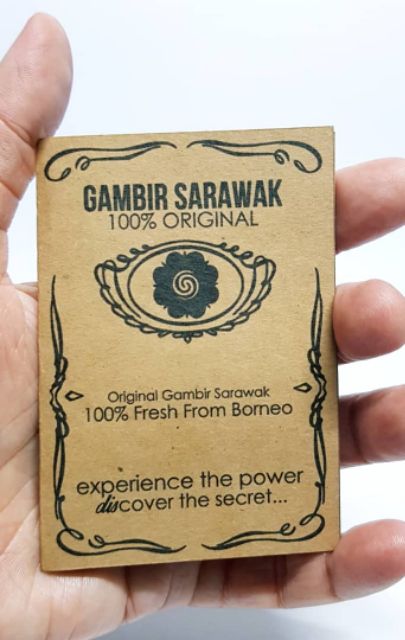 GAMBIR SARAWAK
100% ORIGINAL
Original Gambir Sarawak
100% Fresh From Borneo
experience the power
discover the secret...